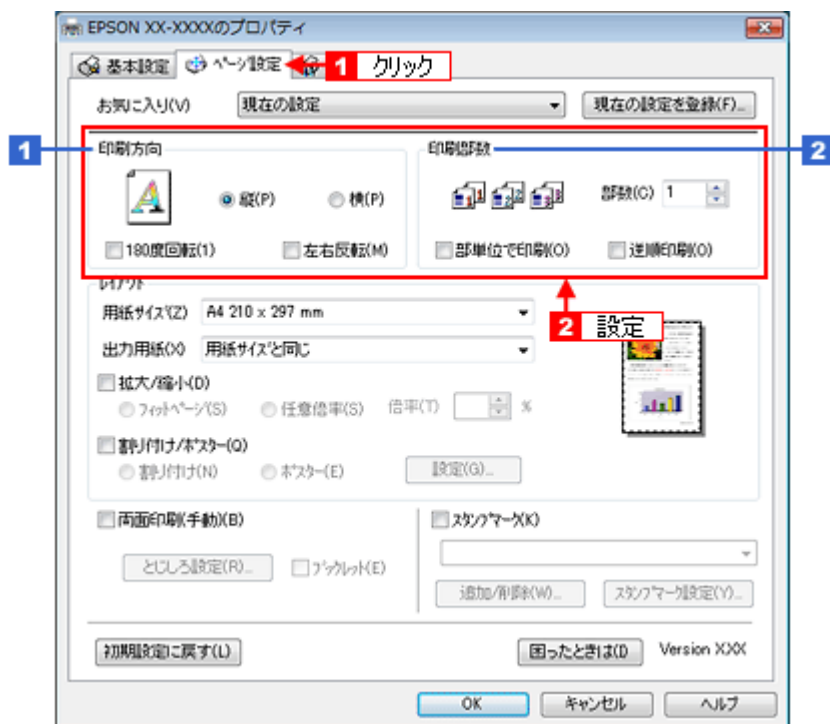 EPSON XX-XXXXのプロパティ
基本設定 ページ設定 1 クリック
お気に入り(V) 現在の設定 現在の設定を登録(F)...
1 2
印刷方向 印刷部数
縦(P) 横(P) 部数(C) 1
180度回転(1) 左右反転(M) 部単位で印刷(O) 逆順印刷(O)
レイアウト
2 設定
用紙サイズ(Z) A4 210 x 297 mm
出力用紙(X) 用紙サイズと同じ
拡大/縮小(D)
フィットページ(S) 任意倍率(S) 倍率(T) %
割り付け/ポスター(Q)
割り付け(N) ポスター(E) 設定(G)...
両面印刷(手動)(B) スタンプマーク(K)
とじしろ設定(R)... ブックレット(E)
追加/削除(W)... スタンプマーク設定(Y)...
初期設定に戻す(L) 困ったときは(I) Version X.XX
OK キャンセル ヘルプ